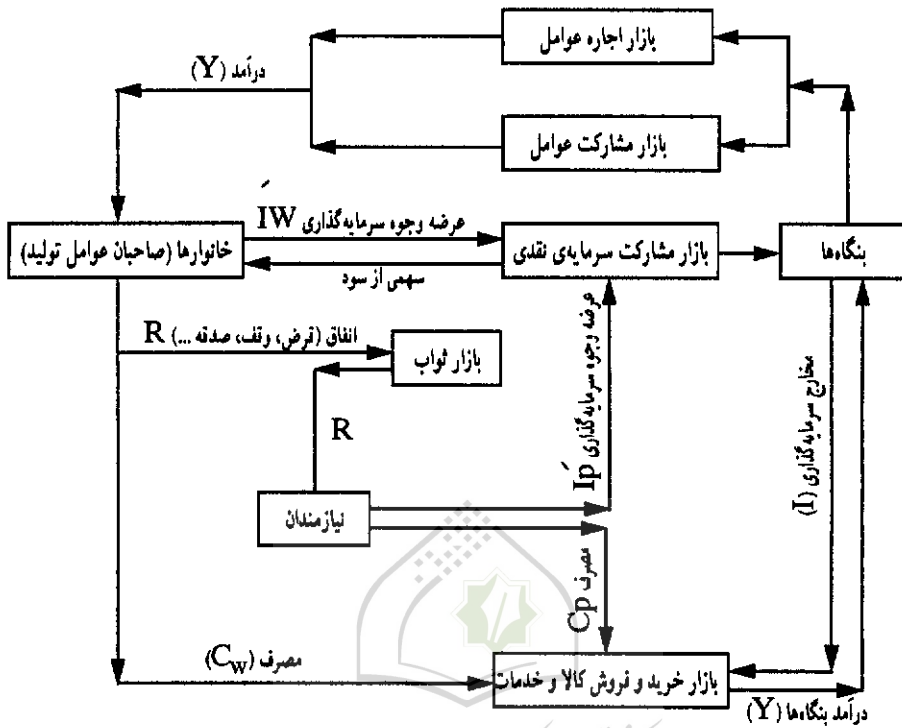 بازار اجاره عوامل
درآمد (Y)
بازار مشارکت عوامل
عرضه وجوه سرمایه‌گذاری ÍW
خانوارها (صاحبان عوامل تولید)
بازار مشارکت سرمایه‌ی نقدی
بنگاه‌ها
سهمی از سود
انفاق (قرض، وقف، صدقه ...) R
بازار ثواب
عرضه وجوه سرمایه‌گذاری Íp
مخارج سرمایه‌گذاری (I)
R
نیازمندان
مصرف Cp
مصرف (Cw)
بازار خرید و فروش کالا و خدمات
درآمد بنگاه‌ها (Y)